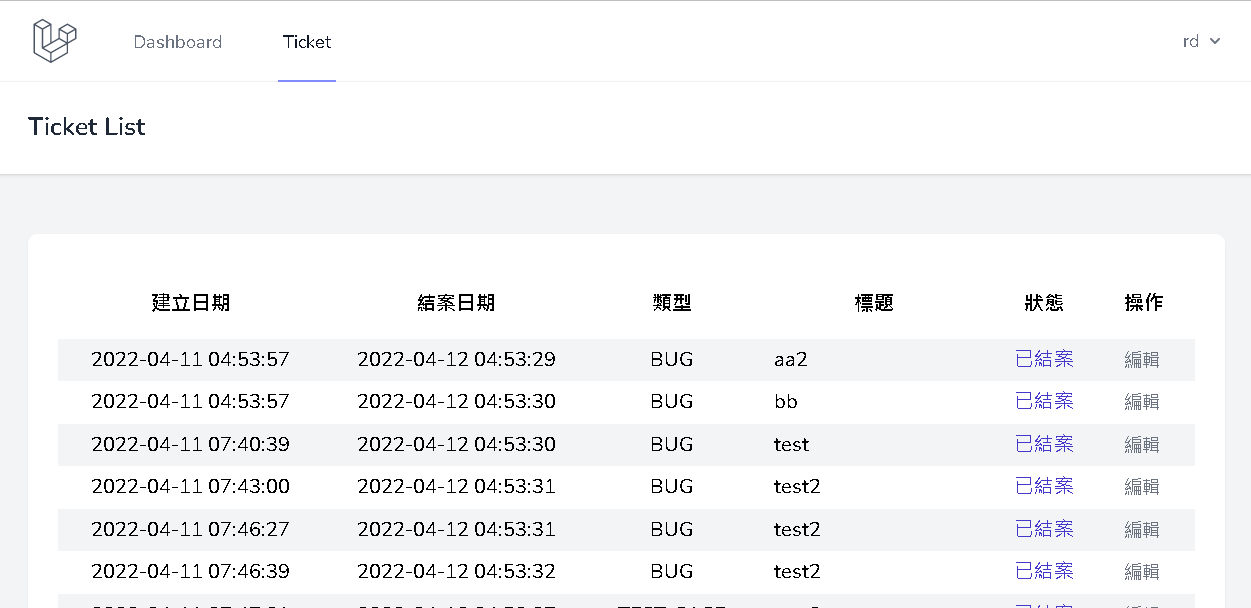 Dashboard Ticket rd
Ticket List
建立日期 結案日期 類型 標題 狀態 操作
2022-04-11 04:53:57 2022-04-12 04:53:29 BUG aa2 已結案 編輯
2022-04-11 04:53:57 2022-04-12 04:53:30 BUG bb 已結案 編輯
2022-04-11 07:40:39 2022-04-12 04:53:30 BUG test 已結案 編輯
2022-04-11 07:43:00 2022-04-12 04:53:31 BUG test2 已結案 編輯
2022-04-11 07:46:27 2022-04-12 04:53:31 BUG test2 已結案 編輯
2022-04-11 07:46:39 2022-04-12 04:53:32 BUG test2 已結案 編輯